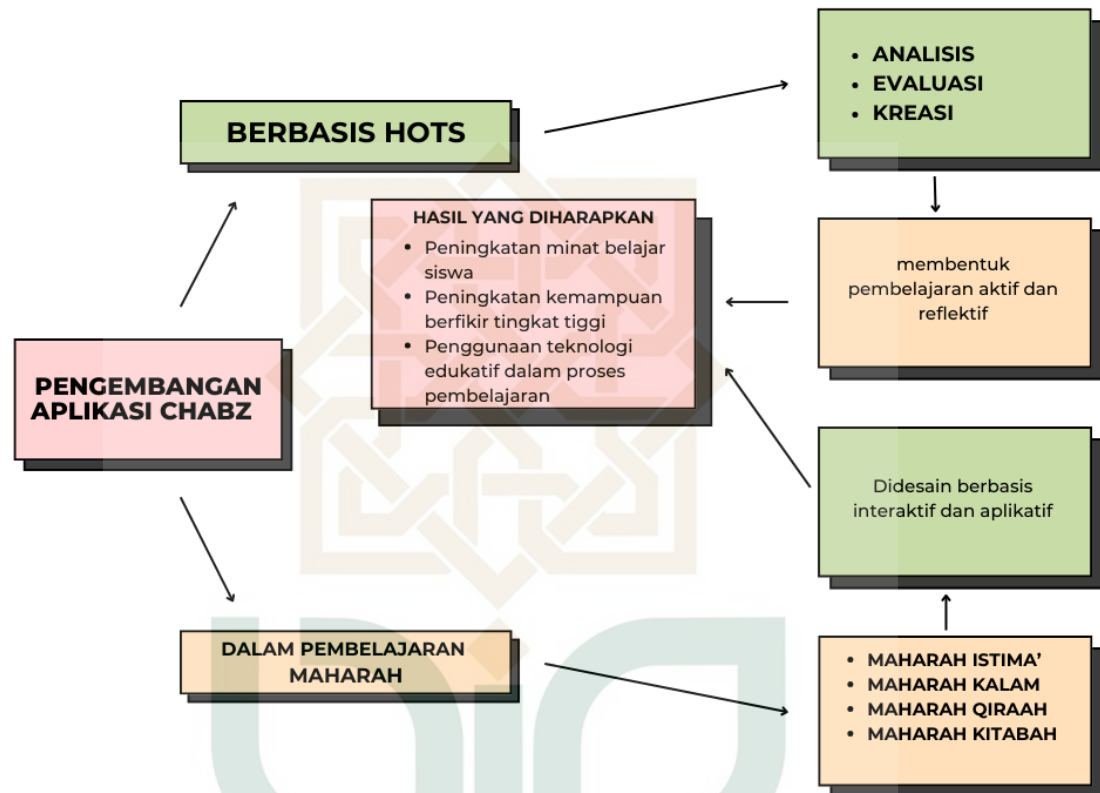 BERBASIS HOTS
• ANALISIS
• EVALUASI
• KREASI
HASIL YANG DIHARAPKAN
• Peningkatan minat belajar
siswa
• Peningkatan kemampuan
berfikir tingkat tiggi
• Penggunaan teknologi
edukatif dalam proses
pembelajaran
membentuk
pembelajaran aktif dan
reflektif
PENGEMBANGAN
APLIKASI CHABZ
Didesain berbasis
interaktif dan aplikatif
DALAM PEMBELAJARAN
MAHARAH
• MAHARAH ISTIMA’
• MAHARAH KALAM
• MAHARAH QIRAAH
• MAHARAH KITABAH